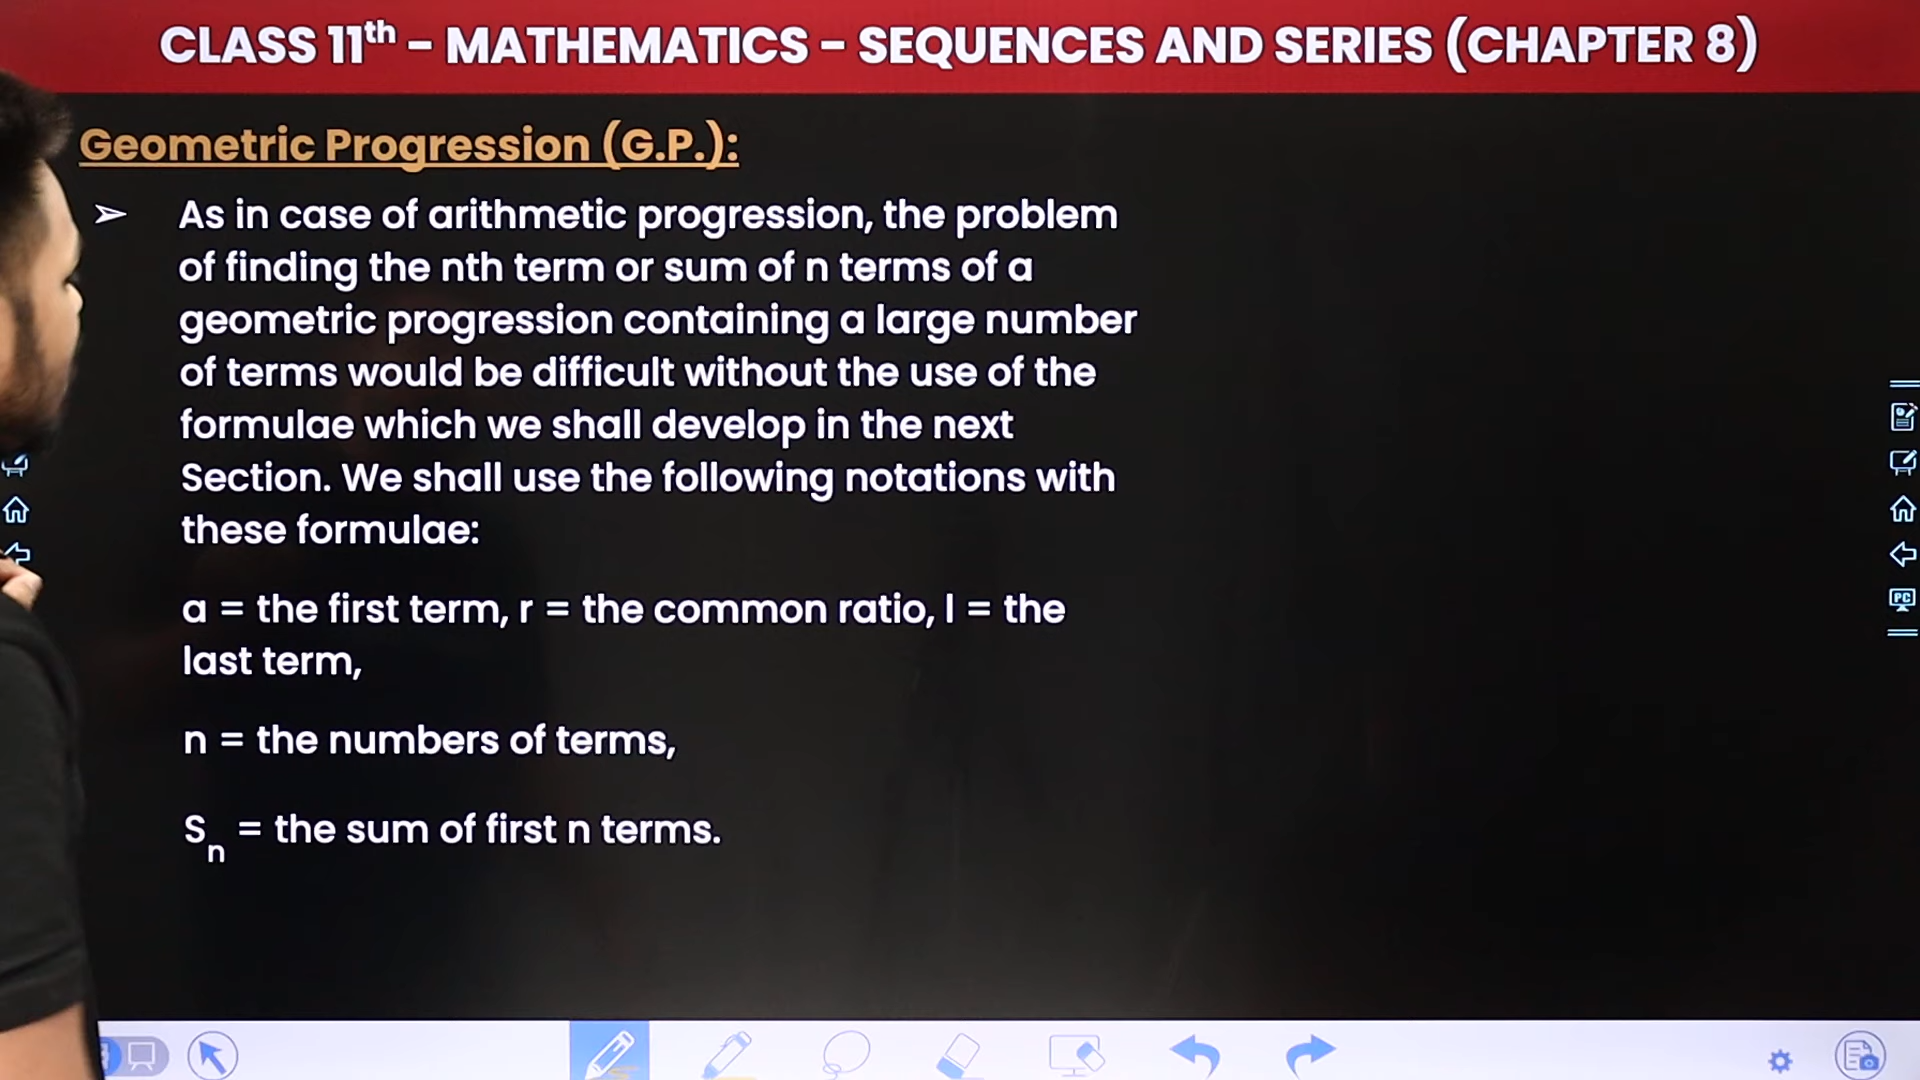 CLASS 11th - MATHEMATICS - SEQUENCES AND SERIES (CHAPTER 8)
Geometric Progression (G.P.):
➢ As in case of arithmetic progression, the problem
of finding the nth term or sum of n terms of a
geometric progression containing a large number
of terms would be difficult without the use of the
formulae which we shall develop in the next
Section. We shall use the following notations with
these formulae:
a = the first term, r = the common ratio, l = the
last term,
n = the numbers of terms,
Sn = the sum of first n terms.
PC